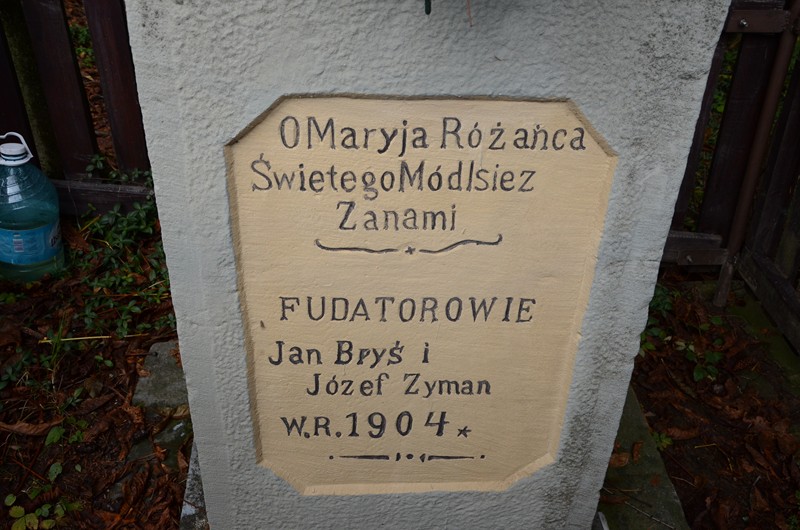 O Maryja Różańca
Świetego Módlsiez
Zanami
FUDATOROWIE
Jan Bryś i
Józef Zyman
W.R. 1904 *